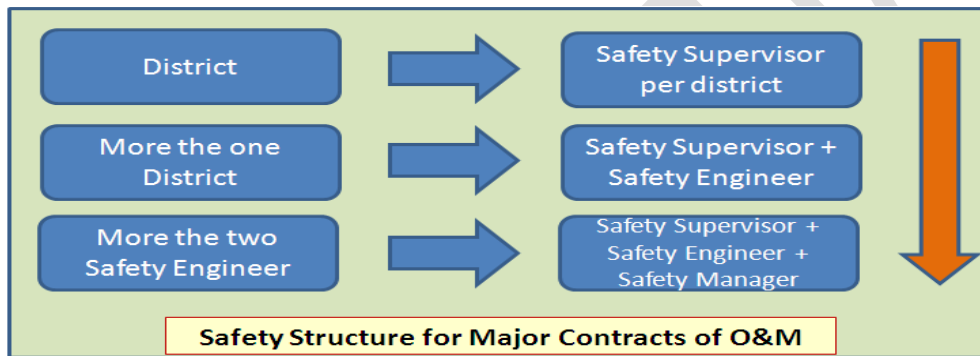 District
Safety Supervisor
per district
More the one
District
Safety Supervisor +
Safety Engineer
More the two
Safety Engineer
Safety Supervisor +
Safety Engineer +
Safety Manager
Safety Structure for Major Contracts of O&M